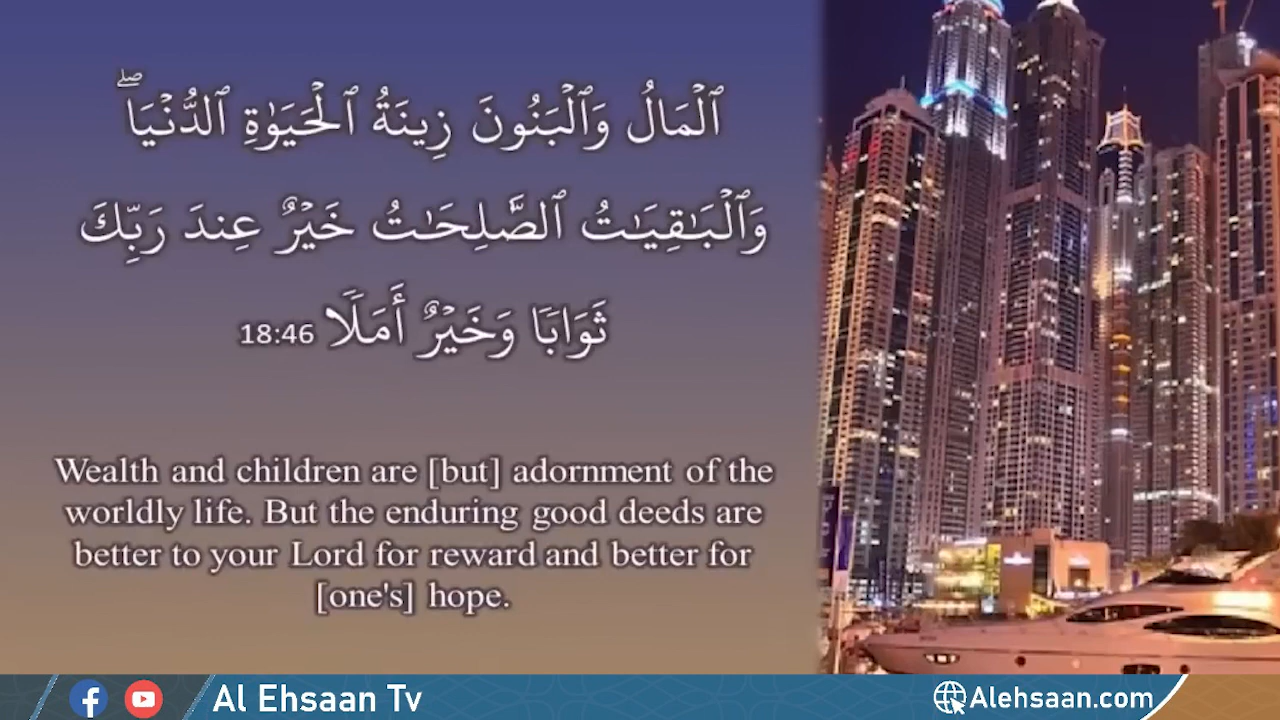 ٱلْمَالُ وَٱلْبَنُونَ زِينَةُ ٱلْحَيَوٰةِ ٱلدُّنْيَا ۖ
وَٱلْبَـٰقِيَـٰتُ ٱلصَّـٰلِحَـٰتُ خَيْرٌ عِندَ رَبِّكَ
ثَوَابًا وَخَيْرٌ أَمَلًا 18:46
Wealth and children are [but] adornment of the
worldly life. But the enduring good deeds are
better to your Lord for reward and better for
[one's] hope.
Al Ehsaan Tv
Alehsaan.com